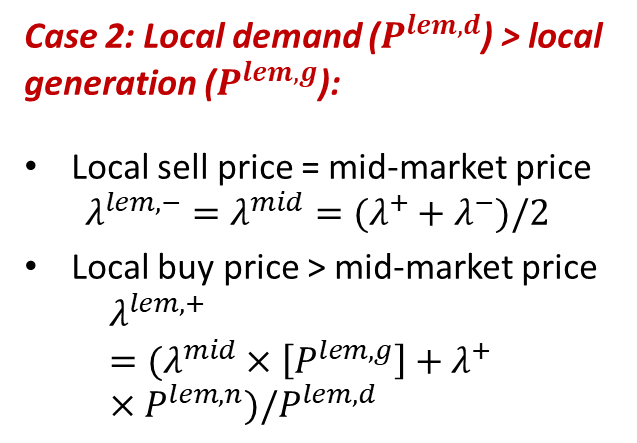 Case 2: Local demand (P^{lem,d}) > local
generation (P^{lem,g}):
• Local sell price = mid-market price
λ^{lem,−} = λ^{mid} = (λ^{+} + λ^{−})/2
• Local buy price > mid-market price
λ^{lem,+}
= (λ^{mid} × [P^{lem,g}] + λ^{+}
× P^{lem,n})/P^{lem,d}